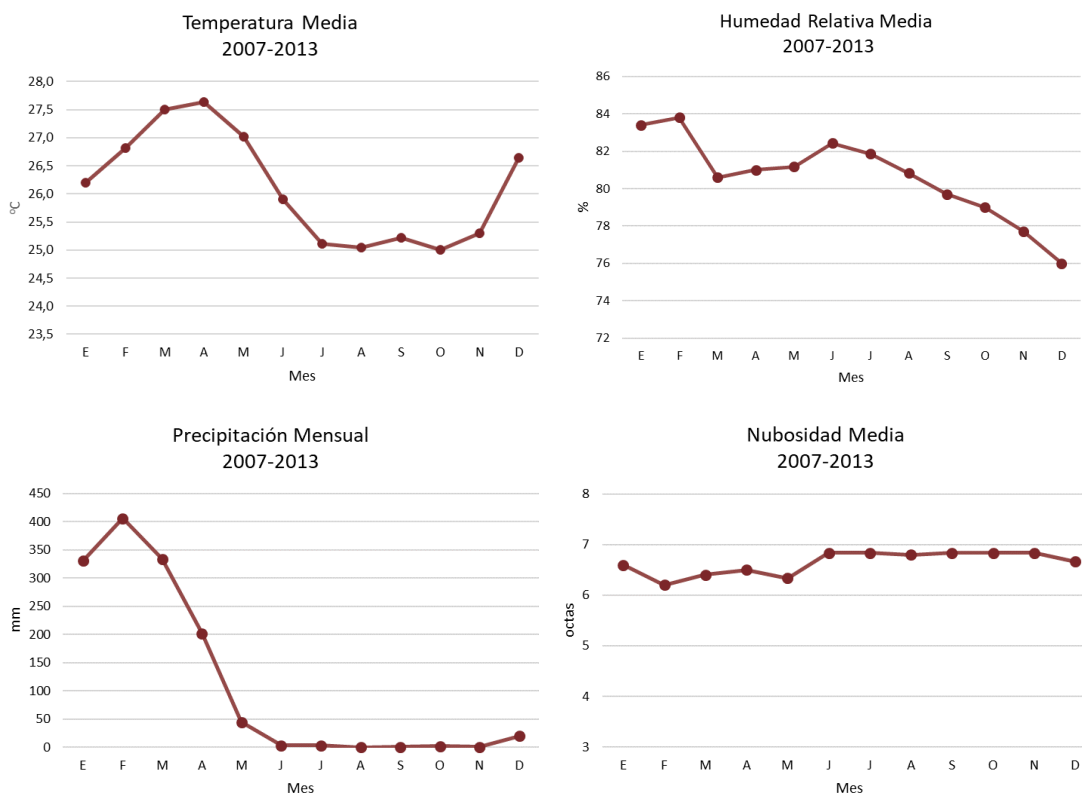 Temperatura Media
2007-2013
28,0
27,5
27,0
26,5
26,0
25,5
25,0
24,5
24,0
23,5
°C
E F M A M J J A S O N D
Mes
Humedad Relativa Media
2007-2013
86
84
82
80
78
76
74
72
%
E F M A M J J A S O N D
Mes
Precipitación Mensual
2007-2013
450
400
350
300
250
200
150
100
50
0
mm
E F M A M J J A S O N D
Mes
Nubosidad Media
2007-2013
8
7
6
5
4
3
octas
E F M A M J J A S O N D
Mes